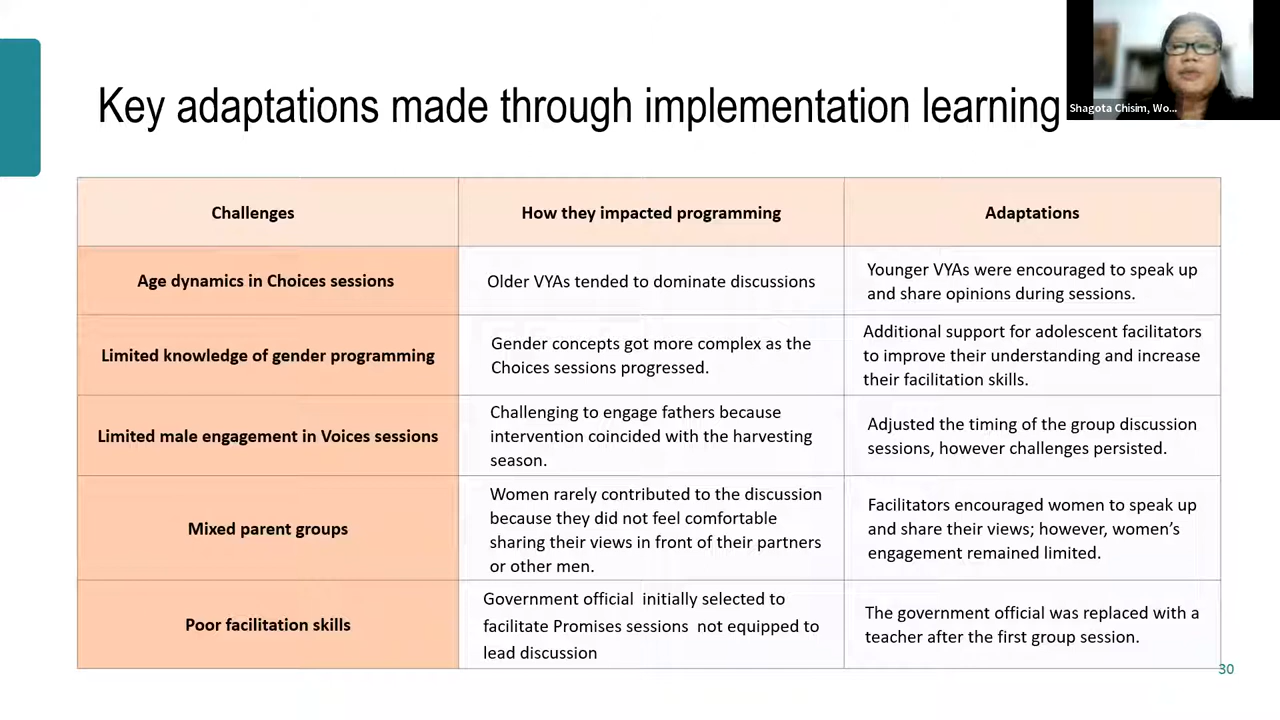 Key adaptations made through implementation learning
Shagota Chisim, Wo...
Challenges
How they impacted programming
Adaptations
Age dynamics in Choices sessions
Older VYAs tended to dominate discussions
Younger VYAs were encouraged to speak up
and share opinions during sessions.
Limited knowledge of gender programming
Gender concepts got more complex as the
Choices sessions progressed.
Additional support for adolescent facilitators
to improve their understanding and increase
their facilitation skills.
Limited male engagement in Voices sessions
Challenging to engage fathers because
intervention coincided with the harvesting
season.
Adjusted the timing of the group discussion
sessions, however challenges persisted.
Mixed parent groups
Women rarely contributed to the discussion
because they did not feel comfortable
sharing their views in front of their partners
or other men.
Facilitators encouraged women to speak up
and share their views; however, women’s
engagement remained limited.
Poor facilitation skills
Government official initially selected to
facilitate Promises sessions not equipped to
lead discussion
The government official was replaced with a
teacher after the first group session.
30